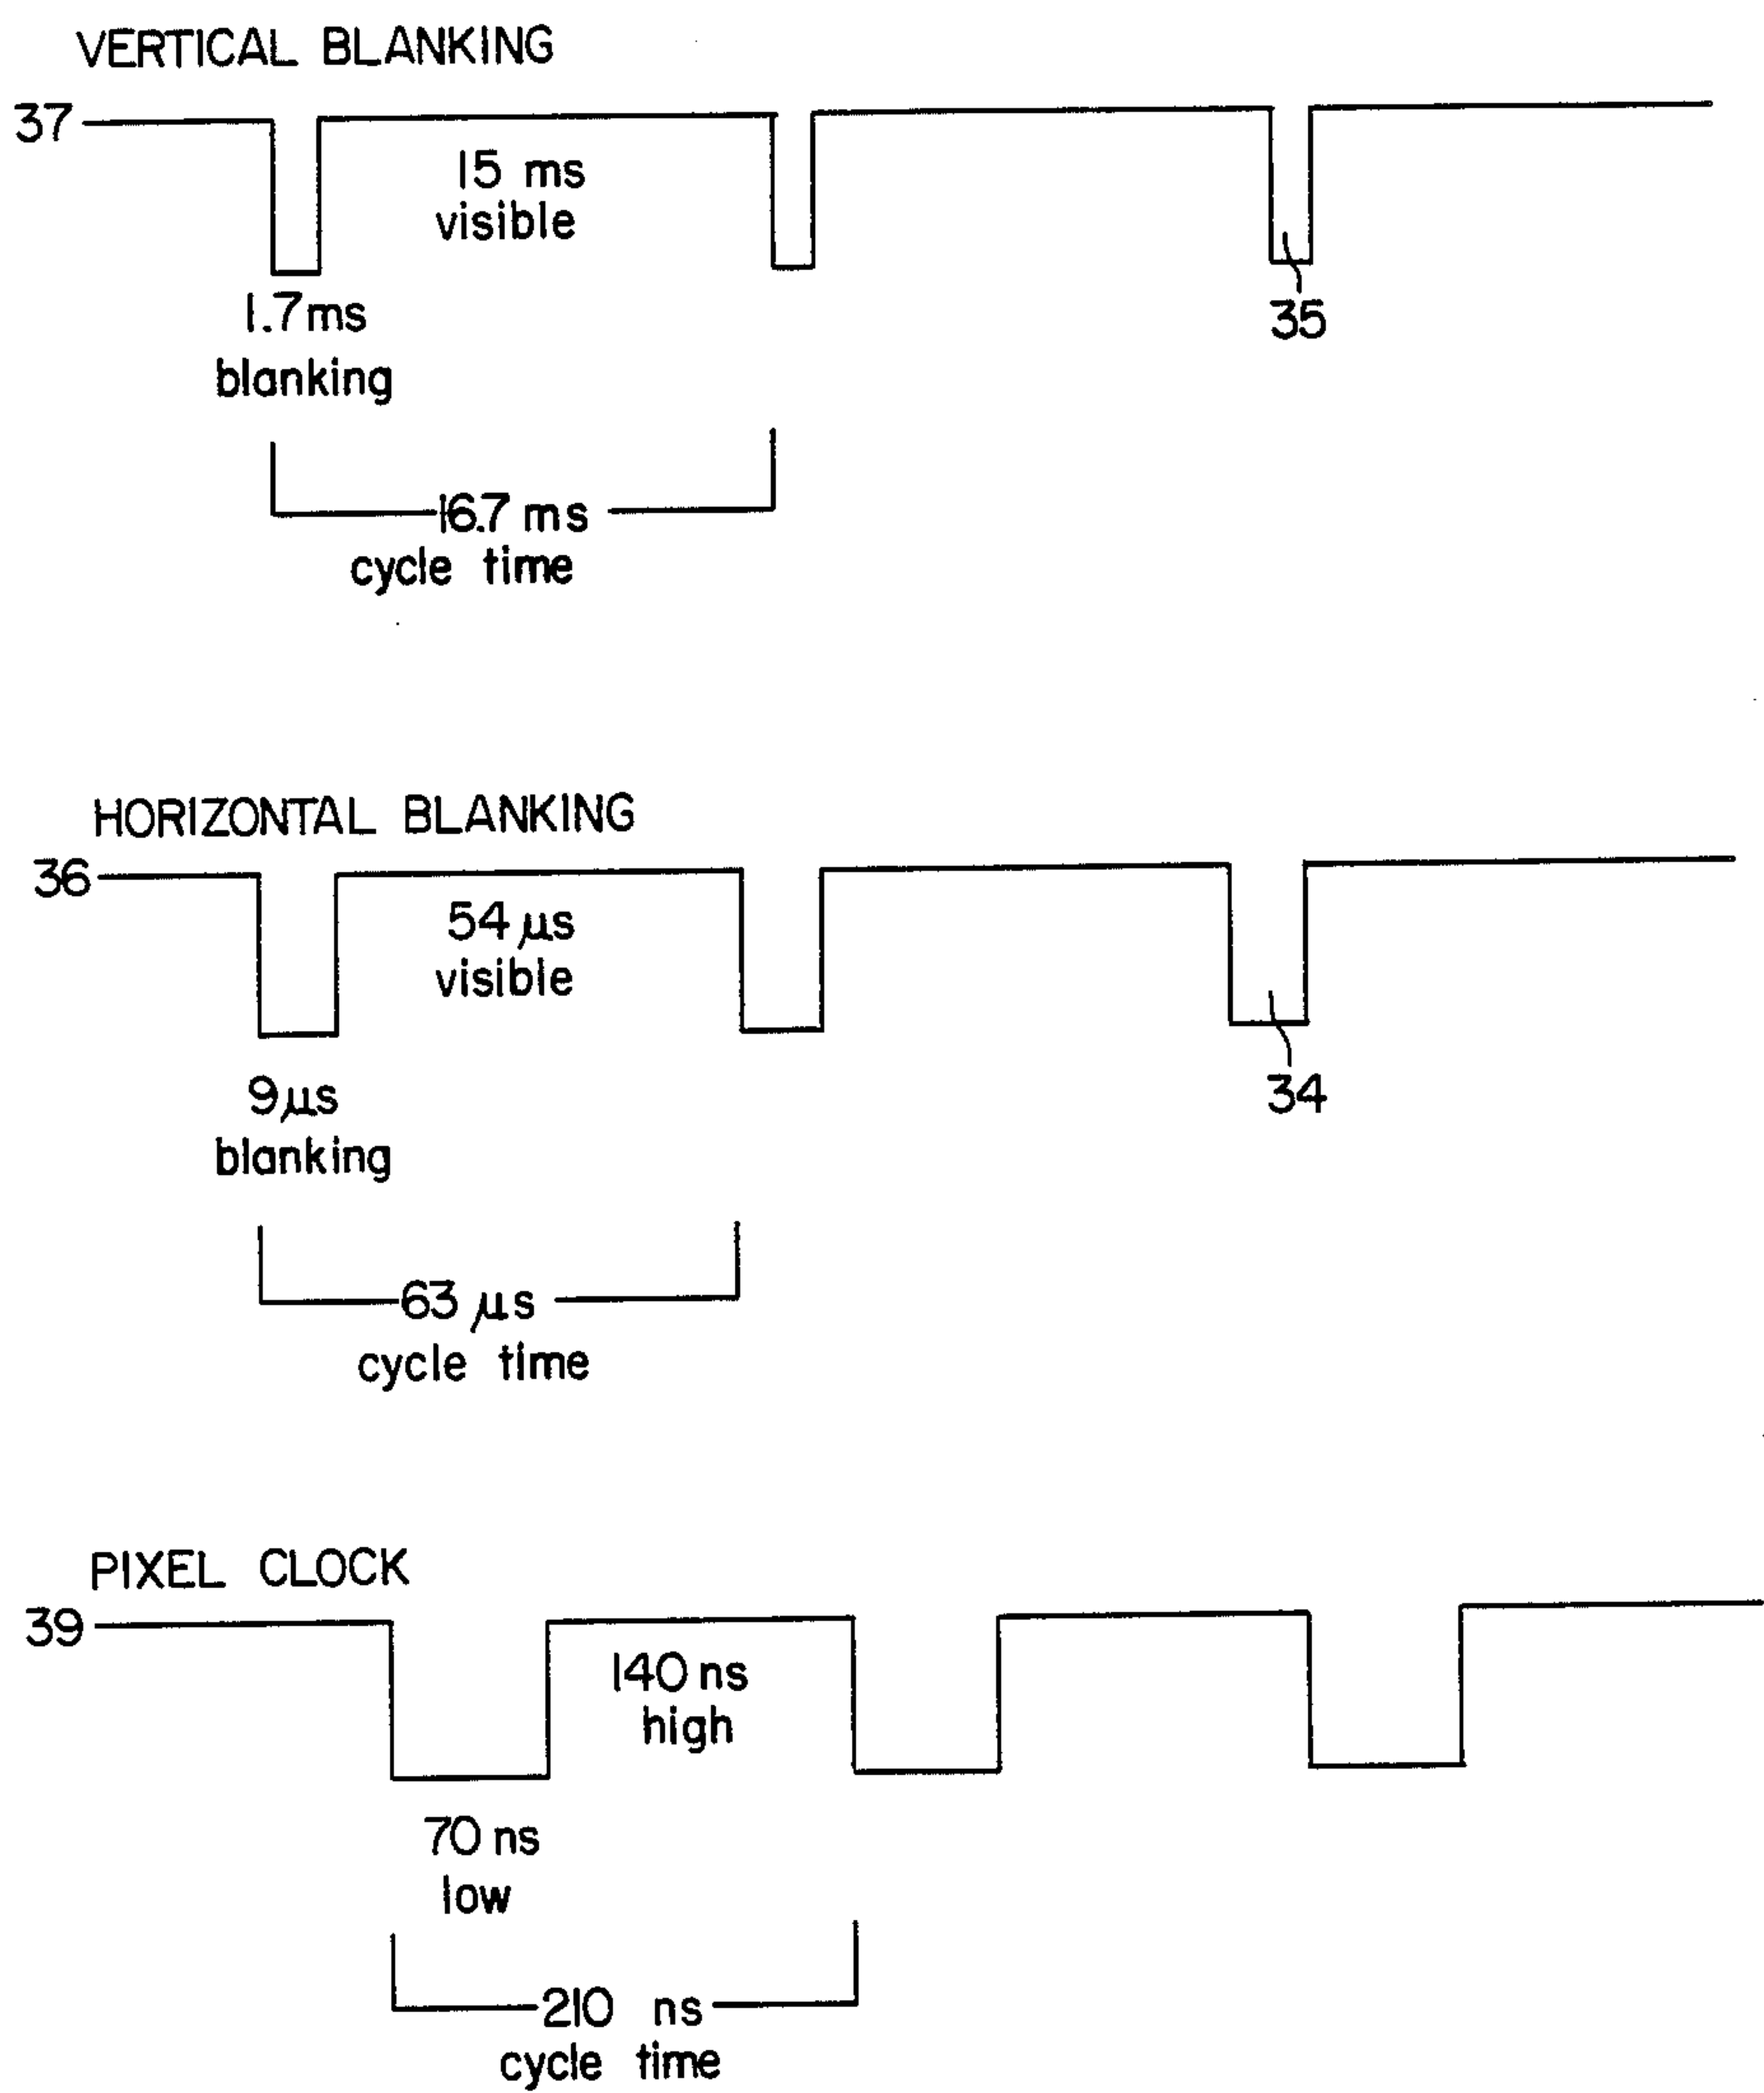 VERTICAL BLANKING
37
15 ms
visible
1.7ms
blanking
35
16.7 ms
cycle time
HORIZONTAL BLANKING
36
54 µs
visible
9µs
blanking
34
63 µs
cycle time
PIXEL CLOCK
39
140 ns
high
70 ns
low
210 ns
cycle time